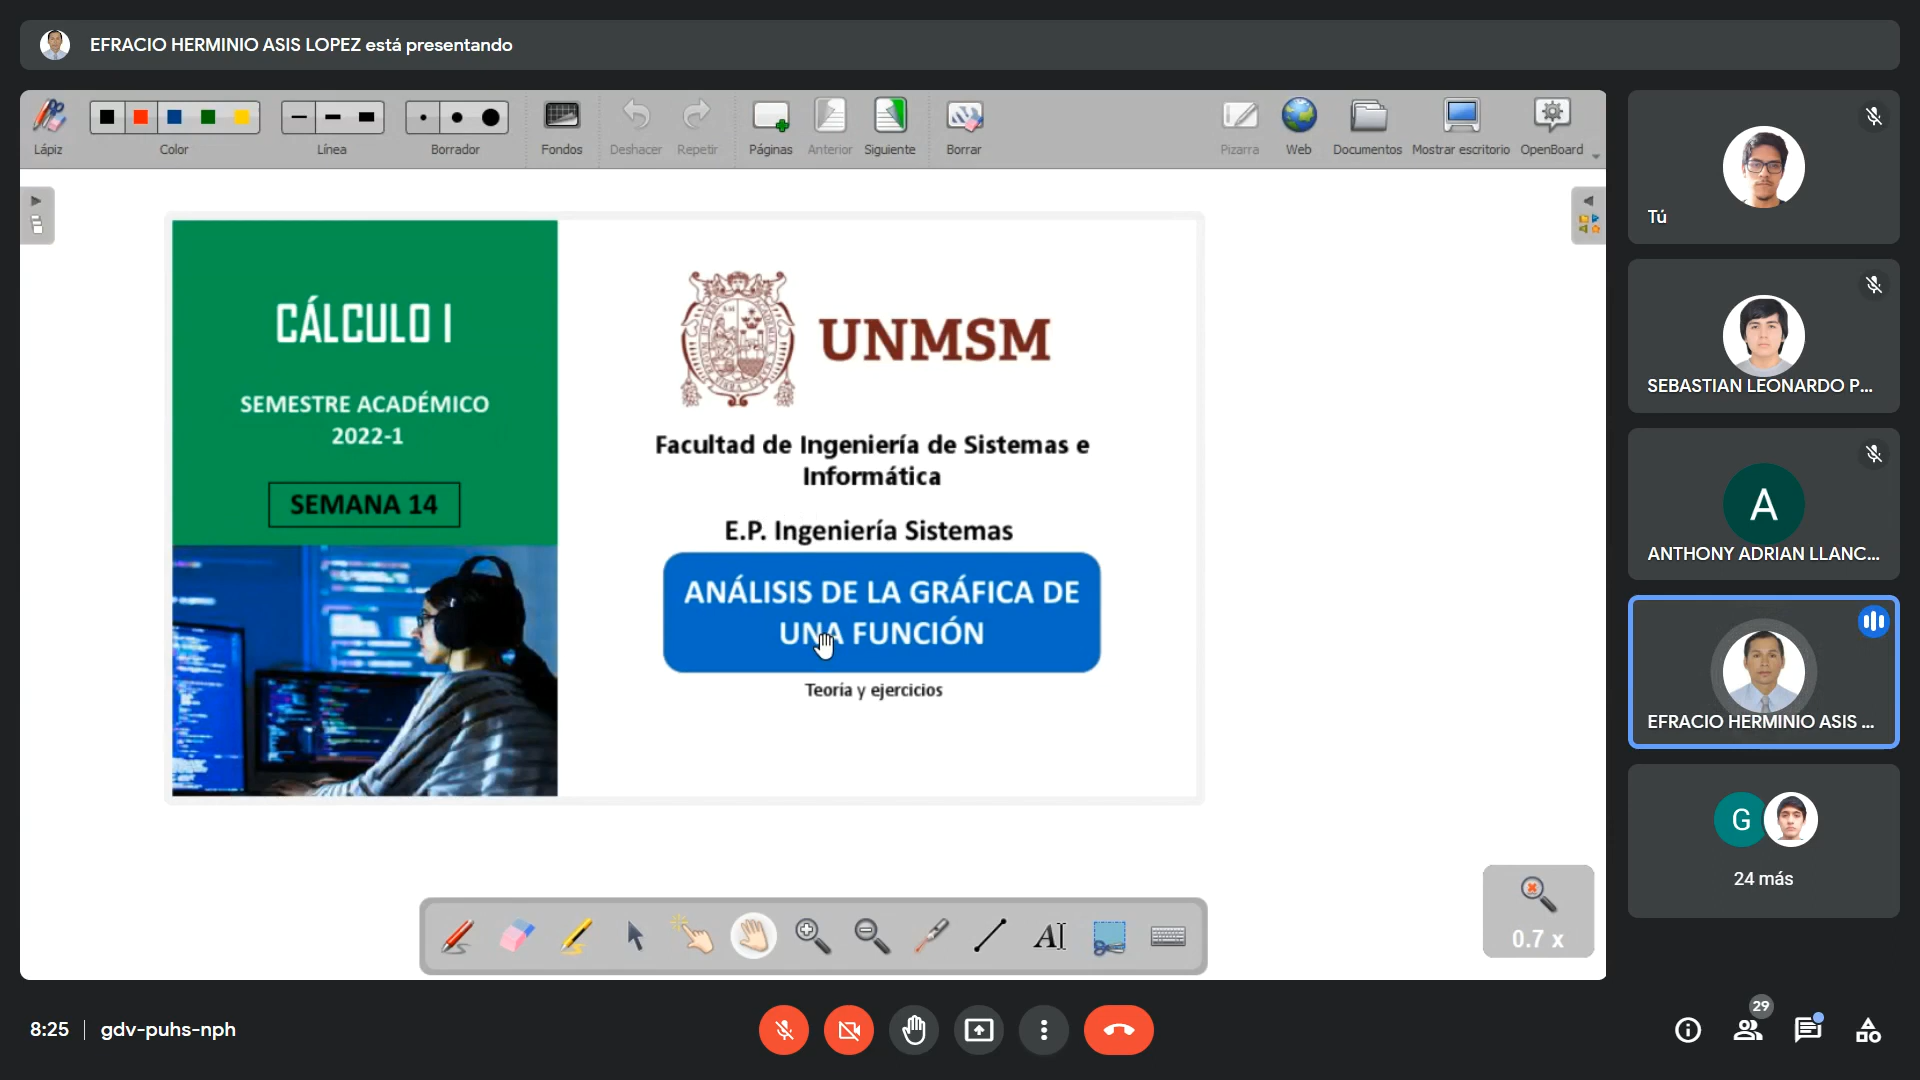 EFRACIO HERMINIO ASIS LOPEZ está presentando
Lápiz
Color
Línea
Borrador
Fondos
Deshacer
Repetir
Páginas
Anterior
Siguiente
Borrar
Pizarra
Web
Documentos
Mostrar escritorio
OpenBoard
CÁLCULO I
SEMESTRE ACADÉMICO
2022-1
SEMANA 14
UNMSM
Facultad de Ingeniería de Sistemas e
Informática
E.P. Ingeniería Sistemas
ANÁLISIS DE LA GRÁFICA DE
UNA FUNCIÓN
Teoría y ejercicios
AI
0.7 x
Tú
SEBASTIAN LEONARDO P...
A
ANTHONY ADRIAN LLANC...
EFRACIO HERMINIO ASIS ...
G
24 más
8:25
gdv-puhs-nph
29